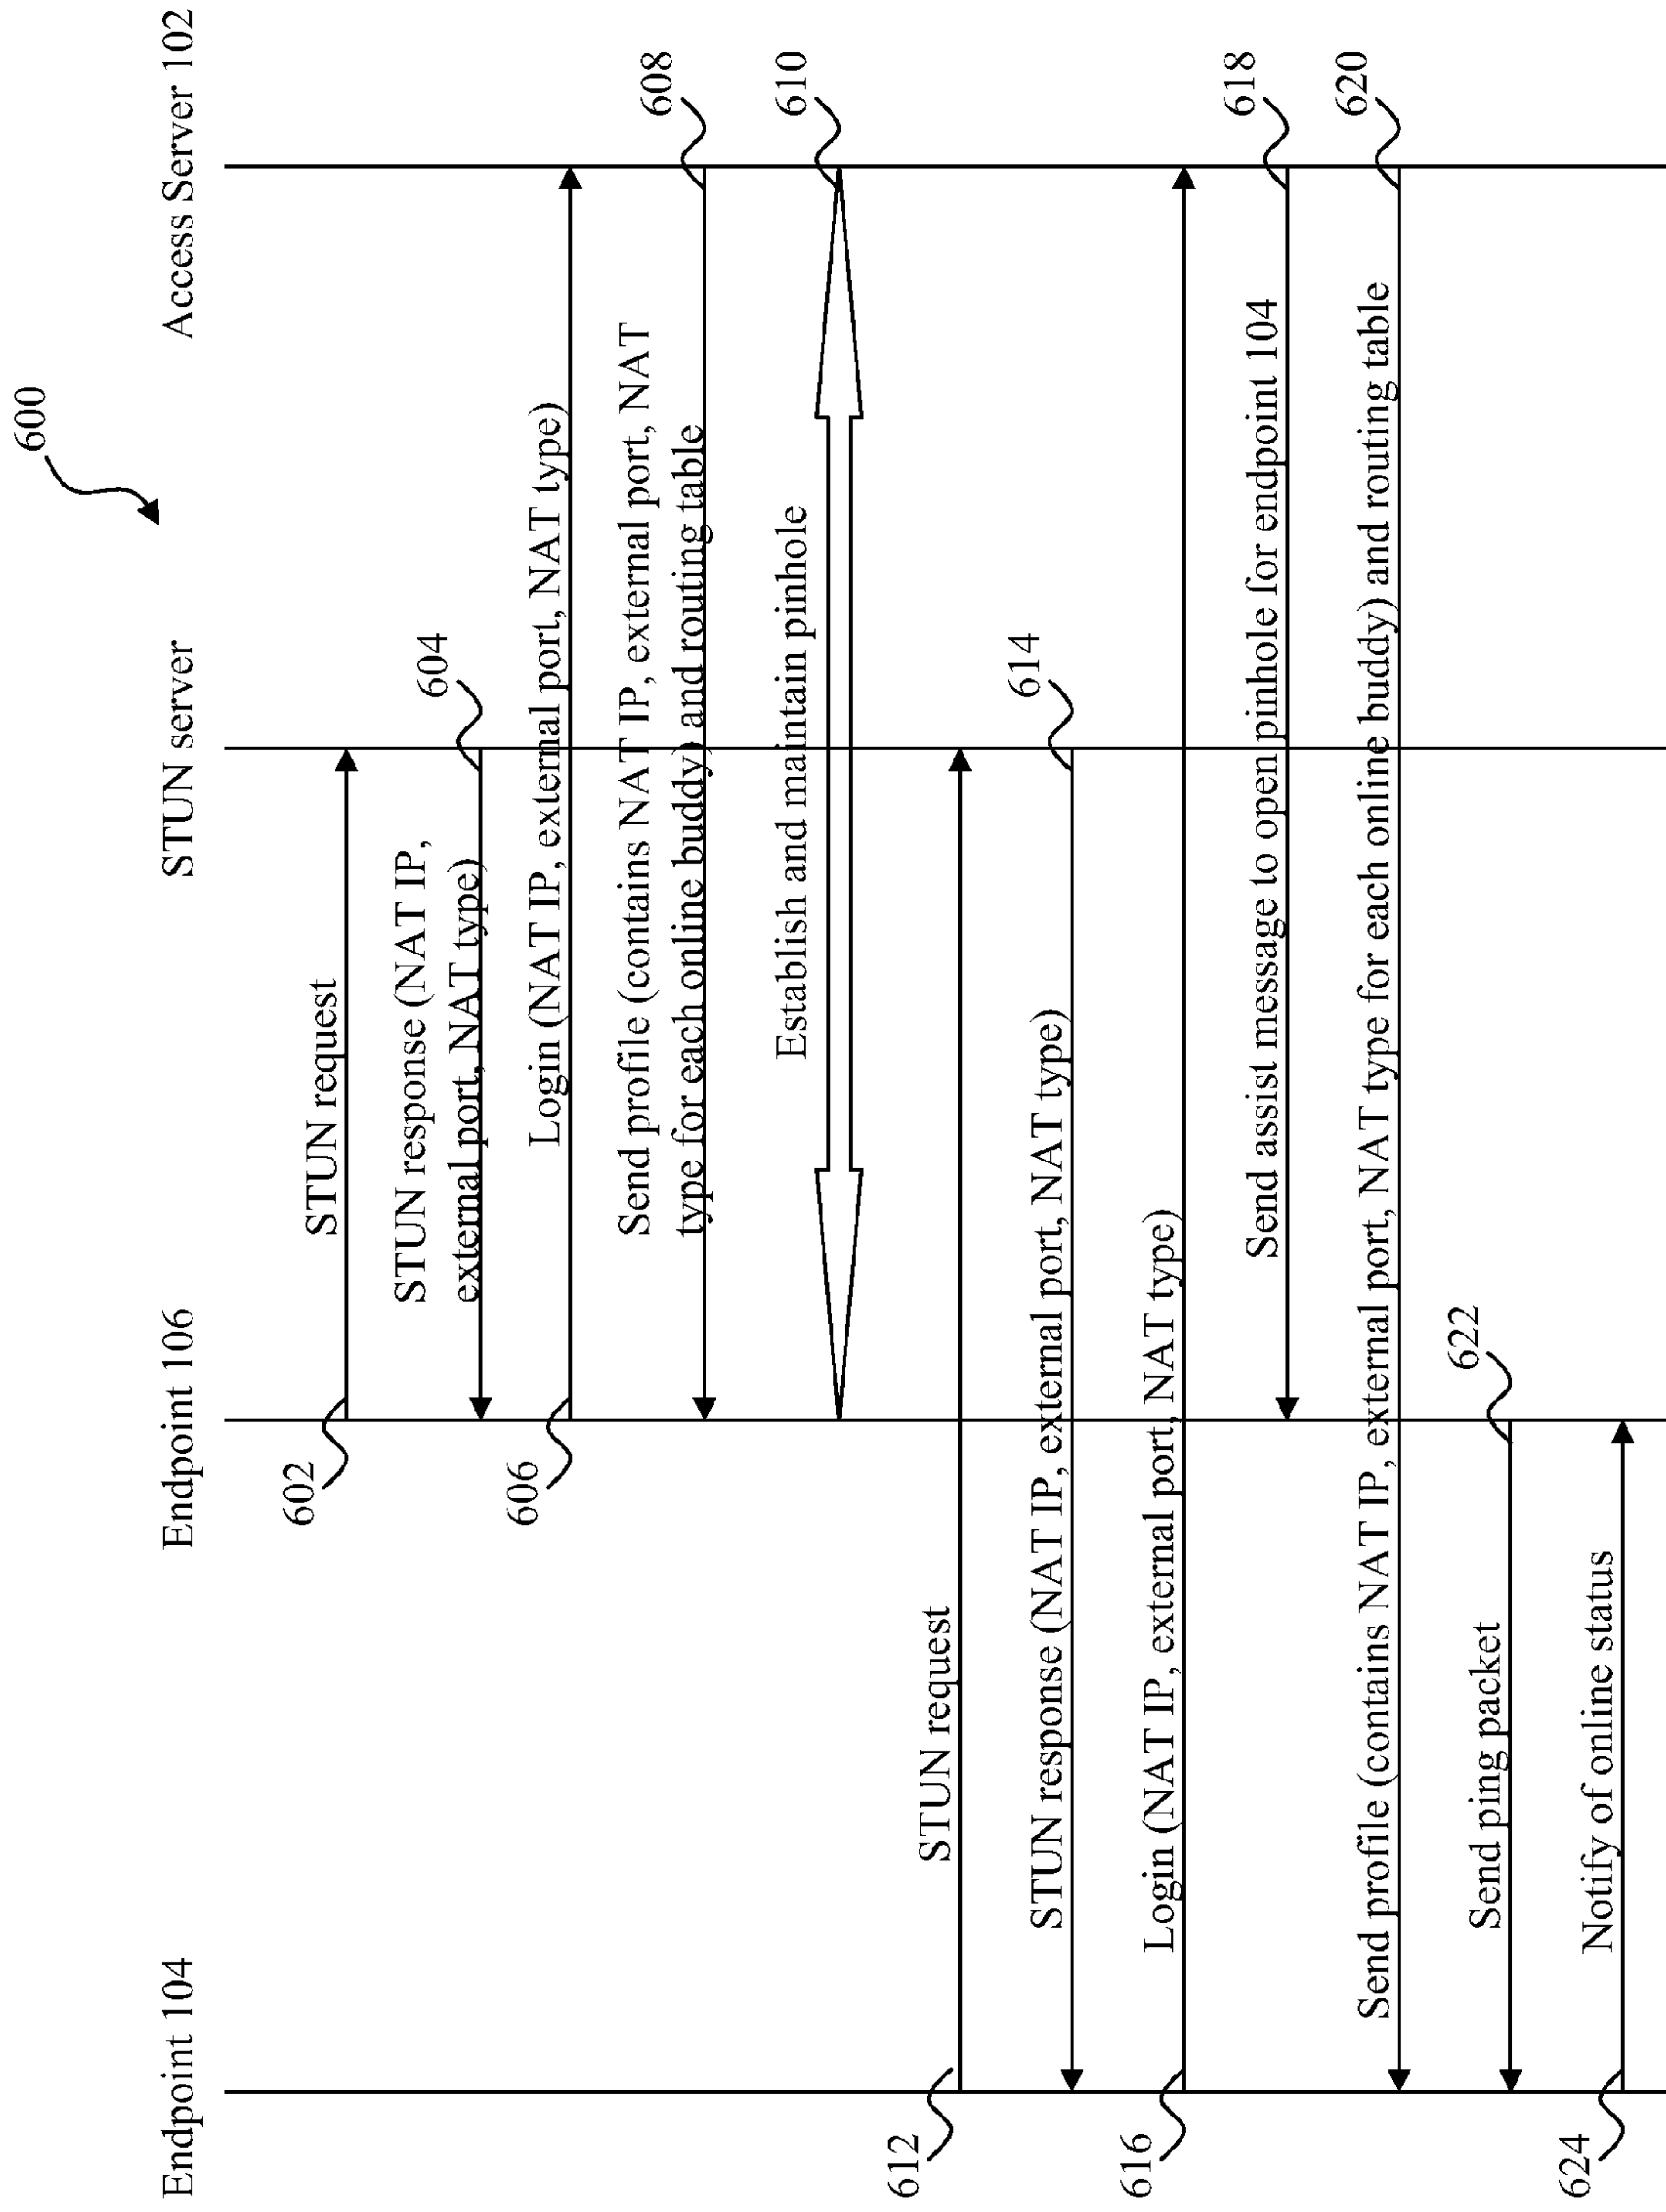 600
Endpoint 104
Endpoint 106
STUN server
Access Server 102
602
STUN request
STUN response (NAT IP,
external port, NAT type)
604
606
Login (NAT IP, external port, NAT type)
608
Send profile (contains NAT IP, external port, NAT
type for each online buddy) and routing table
610
Establish and maintain pinhole
612
STUN request
614
STUN response (NAT IP, external port, NAT type)
616
Login (NAT IP, external port, NAT type)
618
Send assist message to open pinhole for endpoint 104
620
Send profile (contains NAT IP, external port, NAT type for each online buddy) and routing table
622
Send ping packet
624
Notify of online status